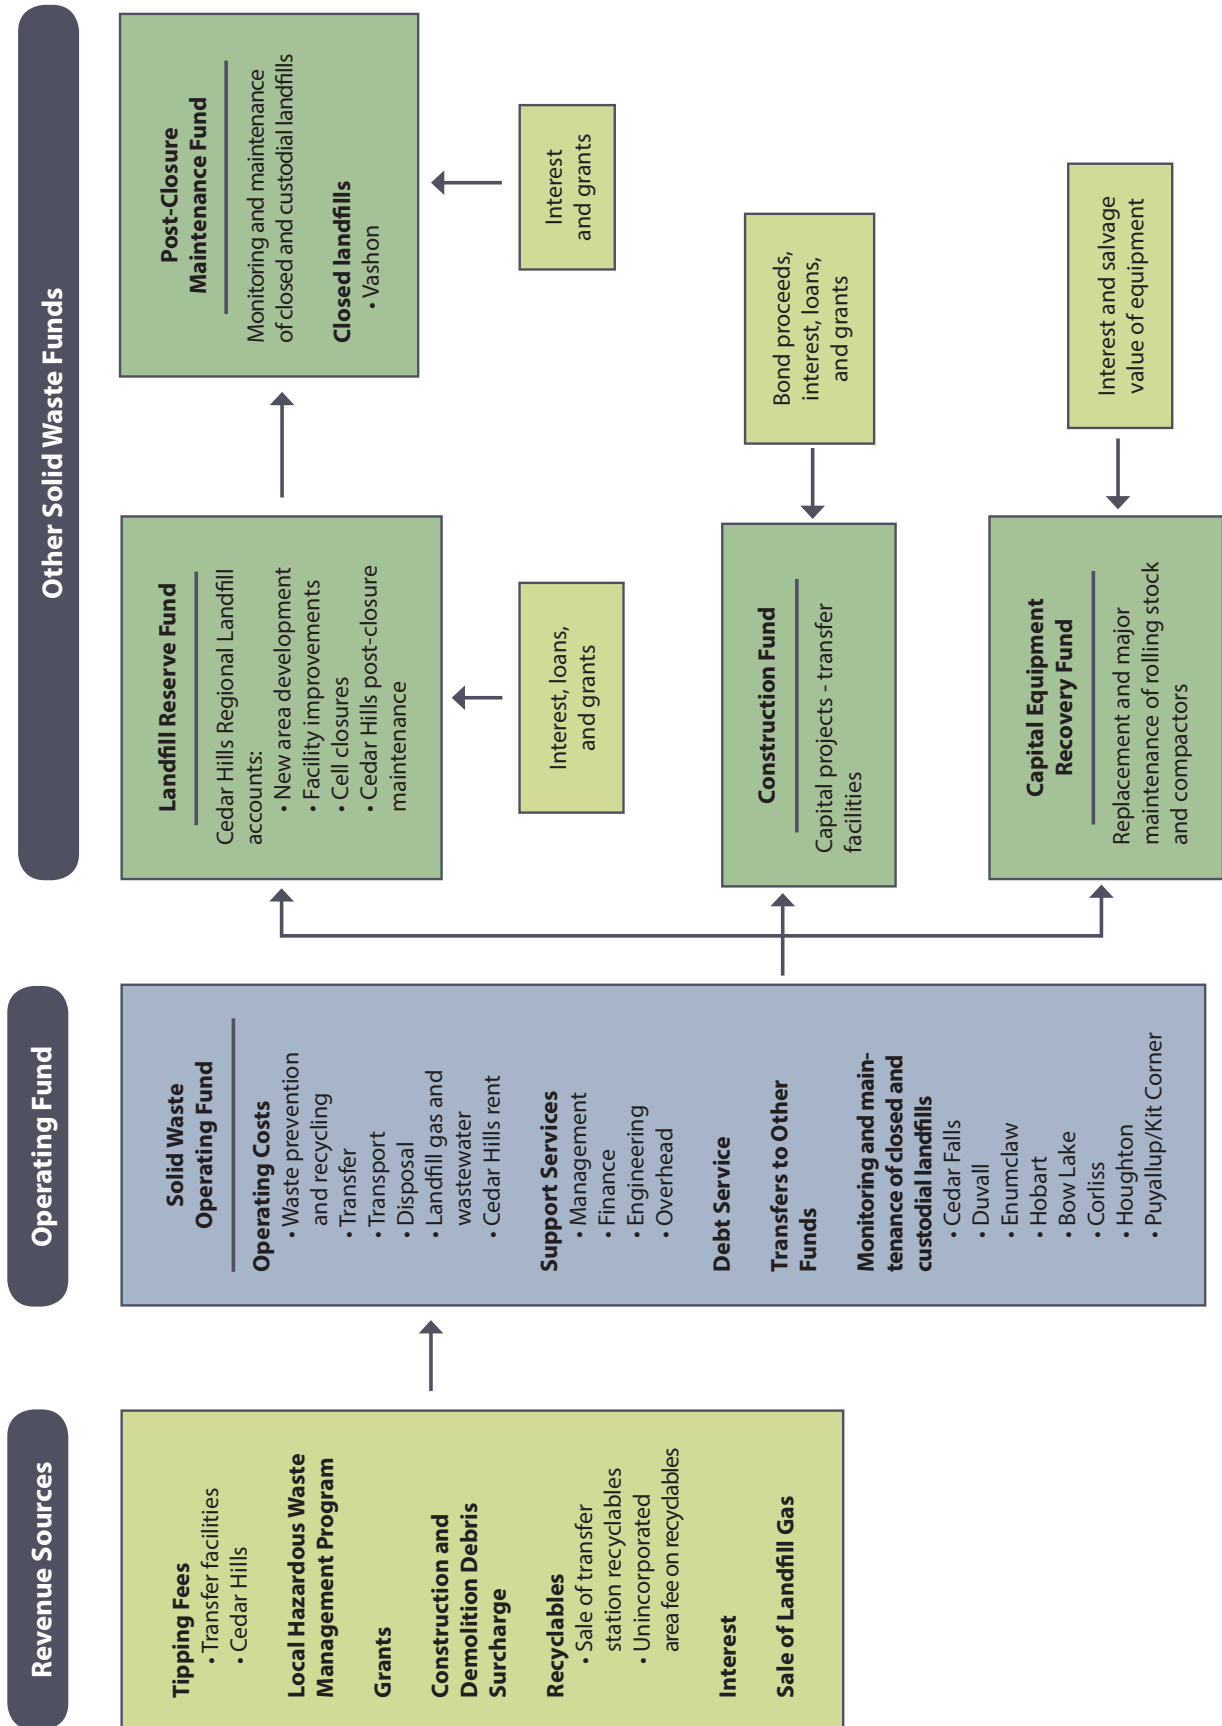 Revenue Sources
Tipping Fees
• Transfer facilities
• Cedar Hills
Local Hazardous Waste
Management Program
Grants
Construction and
Demolition Debris
Surcharge
Recyclables
• Sale of transfer
station recyclables
• Unincorporated
area fee on recyclables
Interest
Sale of Landfill Gas
Operating Fund
Solid Waste
Operating Fund
Operating Costs
• Waste prevention
and recycling
• Transfer
• Transport
• Disposal
• Landfill gas and
wastewater
• Cedar Hills rent
Support Services
• Management
• Finance
• Engineering
• Overhead
Debt Service
Transfers to Other
Funds
Monitoring and main-
tenance of closed and
custodial landfills
• Cedar Falls
• Duvall
• Enumclaw
• Hobart
• Bow Lake
• Corliss
• Houghton
• Puyallup/Kit Corner
Other Solid Waste Funds
Landfill Reserve Fund
Cedar Hills Regional Landfill
accounts:
• New area development
• Facility improvements
• Cell closures
• Cedar Hills post-closure
maintenance
Interest, loans,
and grants
Post-Closure
Maintenance Fund
Monitoring and maintenance
of closed and custodial landfills
Closed landfills
• Vashon
Interest
and grants
Construction Fund
Capital projects - transfer
facilities
Bond proceeds,
interest, loans,
and grants
Capital Equipment
Recovery Fund
Replacement and major
maintenance of rolling stock
and compactors
Interest and salvage
value of equipment